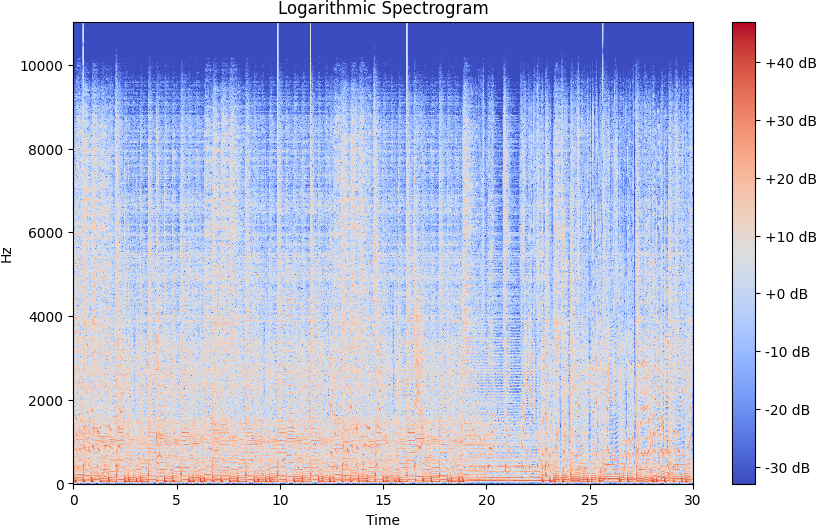 Logarithmic Spectrogram
Hz
10000
8000
6000
4000
2000
0
0 5 10 15 20 25 30
Time
+40 dB
+30 dB
+20 dB
+10 dB
+0 dB
-10 dB
-20 dB
-30 dB